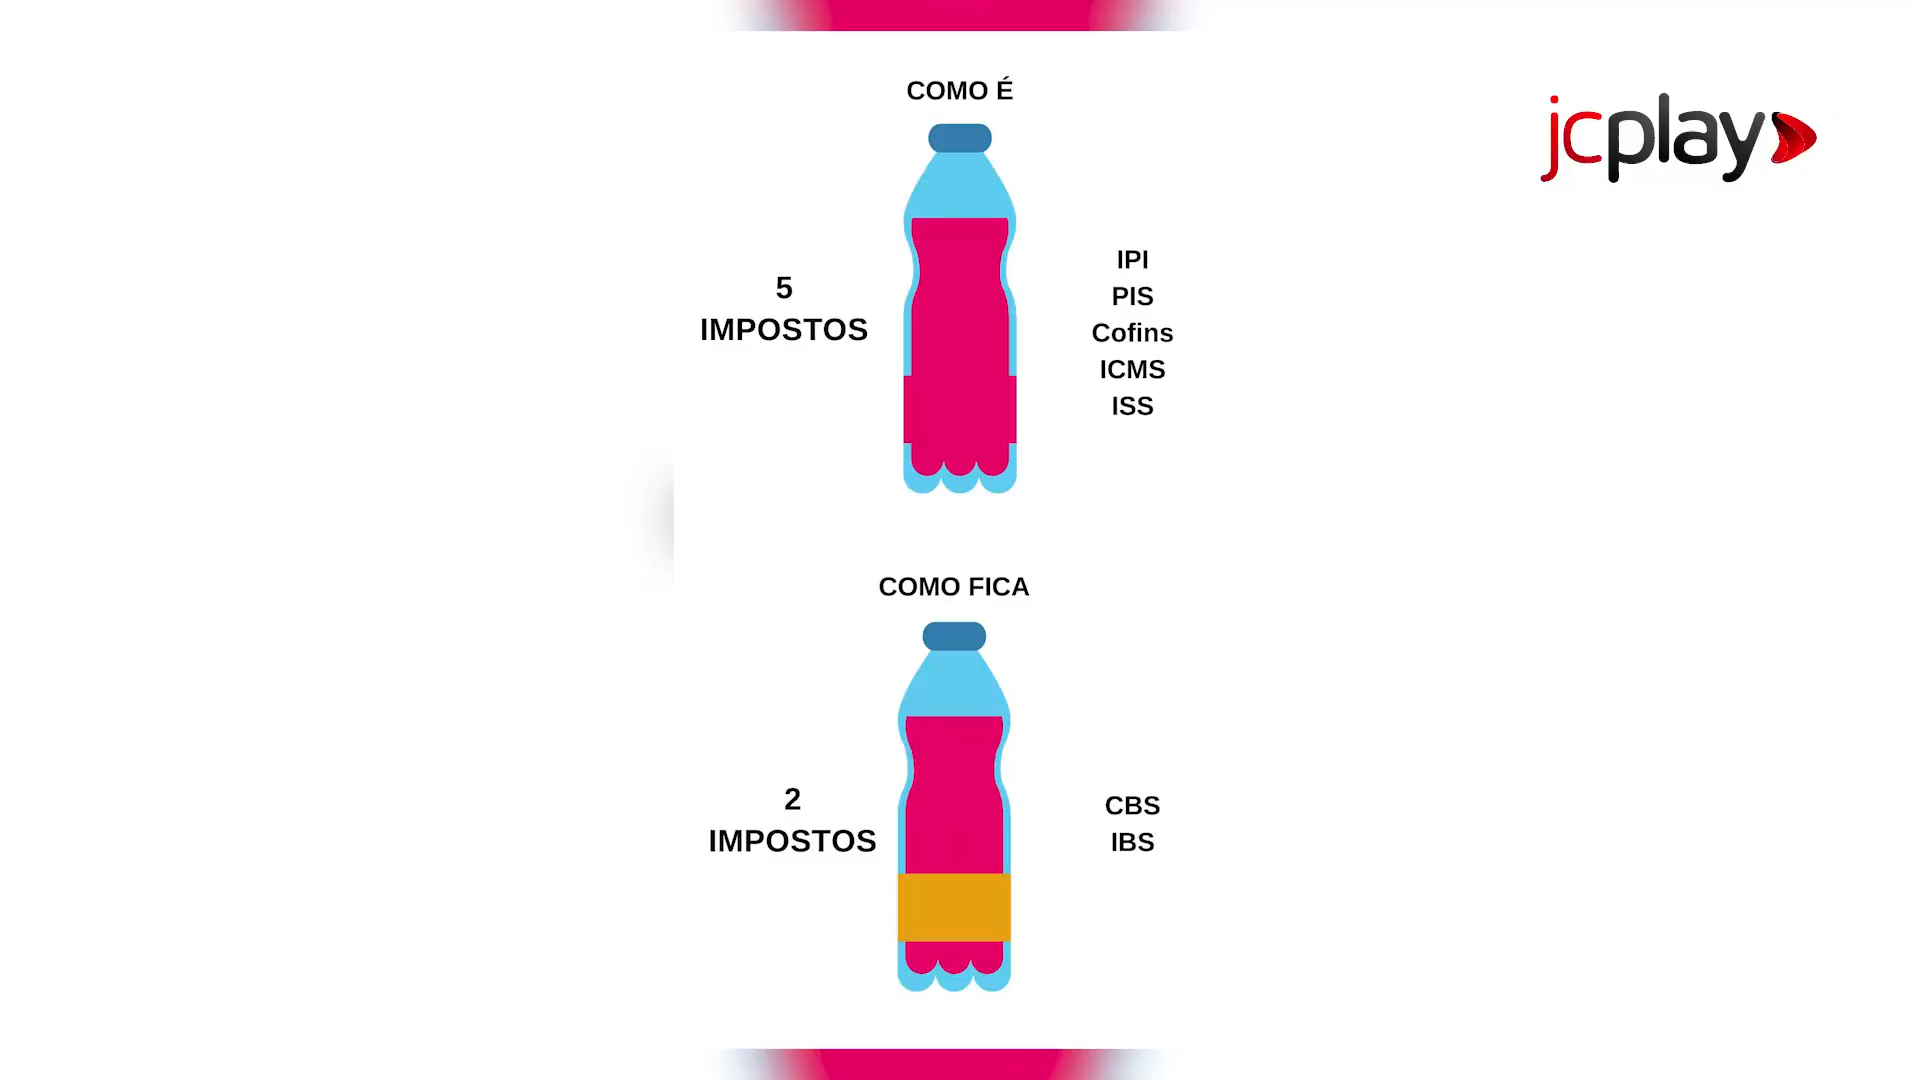 COMO É
jcplay
5
IMPOSTOS
IPI
PIS
Cofins
ICMS
ISS
COMO FICA
2
IMPOSTOS
CBS
IBS